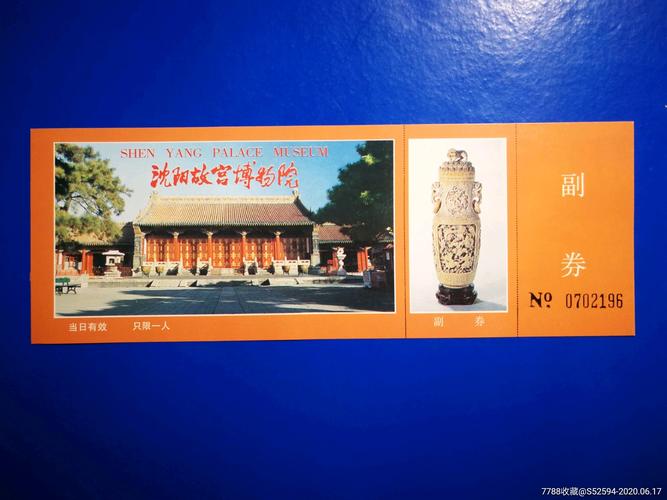 SHEN YANG PALACE MUSEUM
沈阳故宫博物院
当日有效 只限一人
副 券
副
券
Nº 0702196
7788收藏@S52594-2020.06.17